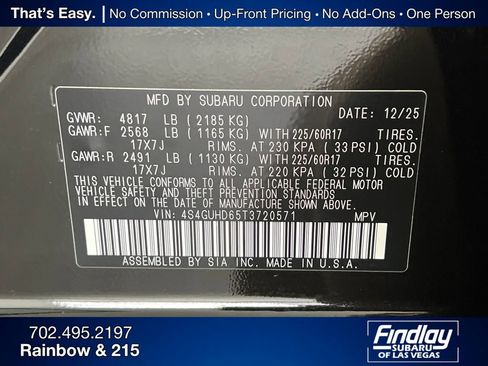 That's Easy. | No Commission • Up-Front Pricing • No Add-Ons • One Person
MFD BY SUBARU CORPORATION
GVWR: 4817 LB ( 2185 KG) DATE: 12/25
GAWR:F 2568 LB ( 1165 KG) WITH 225/60R17 TIRES.
17X7J RIMS. AT 230 KPA ( 33 PSI) COLD
GAWR:R 2491 LB ( 1130 KG) WITH 225/60R17 TIRES.
17X7J RIMS. AT 220 KPA ( 32 PSI) COLD
THIS VEHICLE CONFORMS TO ALL APPLICABLE FEDERAL MOTOR
VEHICLE SAFETY AND THEFT PREVENTION STANDARDS IN
EFFECT ON THE DATE OF MANUFACTURE SHOWN ABOVE.
VIN: 4S4GUHD65T3720571 MPV
ASSEMBLED BY SIA INC. MADE IN U.S.A.
702.495.2197
Rainbow & 215
Findlay
SUBARU
OF LAS VEGAS